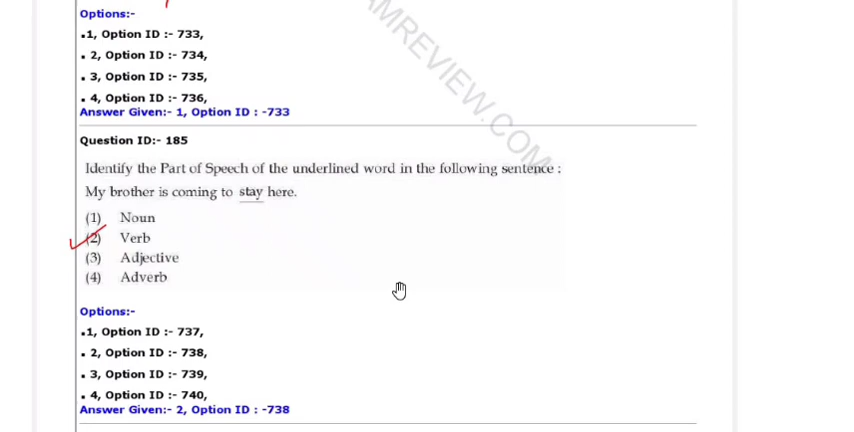 Options:-
.1, Option ID :- 733,
. 2, Option ID :- 734,
. 3, Option ID :- 735,
. 4, Option ID :- 736,
Answer Given:- 1, Option ID : -733
AMREVIEW.COM
Question ID:- 185
Identify the Part of Speech of the underlined word in the following sentence :
My brother is coming to stay here.
(1) Noun
(2) Verb
(3) Adjective
(4) Adverb
Options:-
.1, Option ID :- 737,
. 2, Option ID :- 738,
. 3, Option ID :- 739,
. 4, Option ID :- 740,
Answer Given:- 2, Option ID : -738